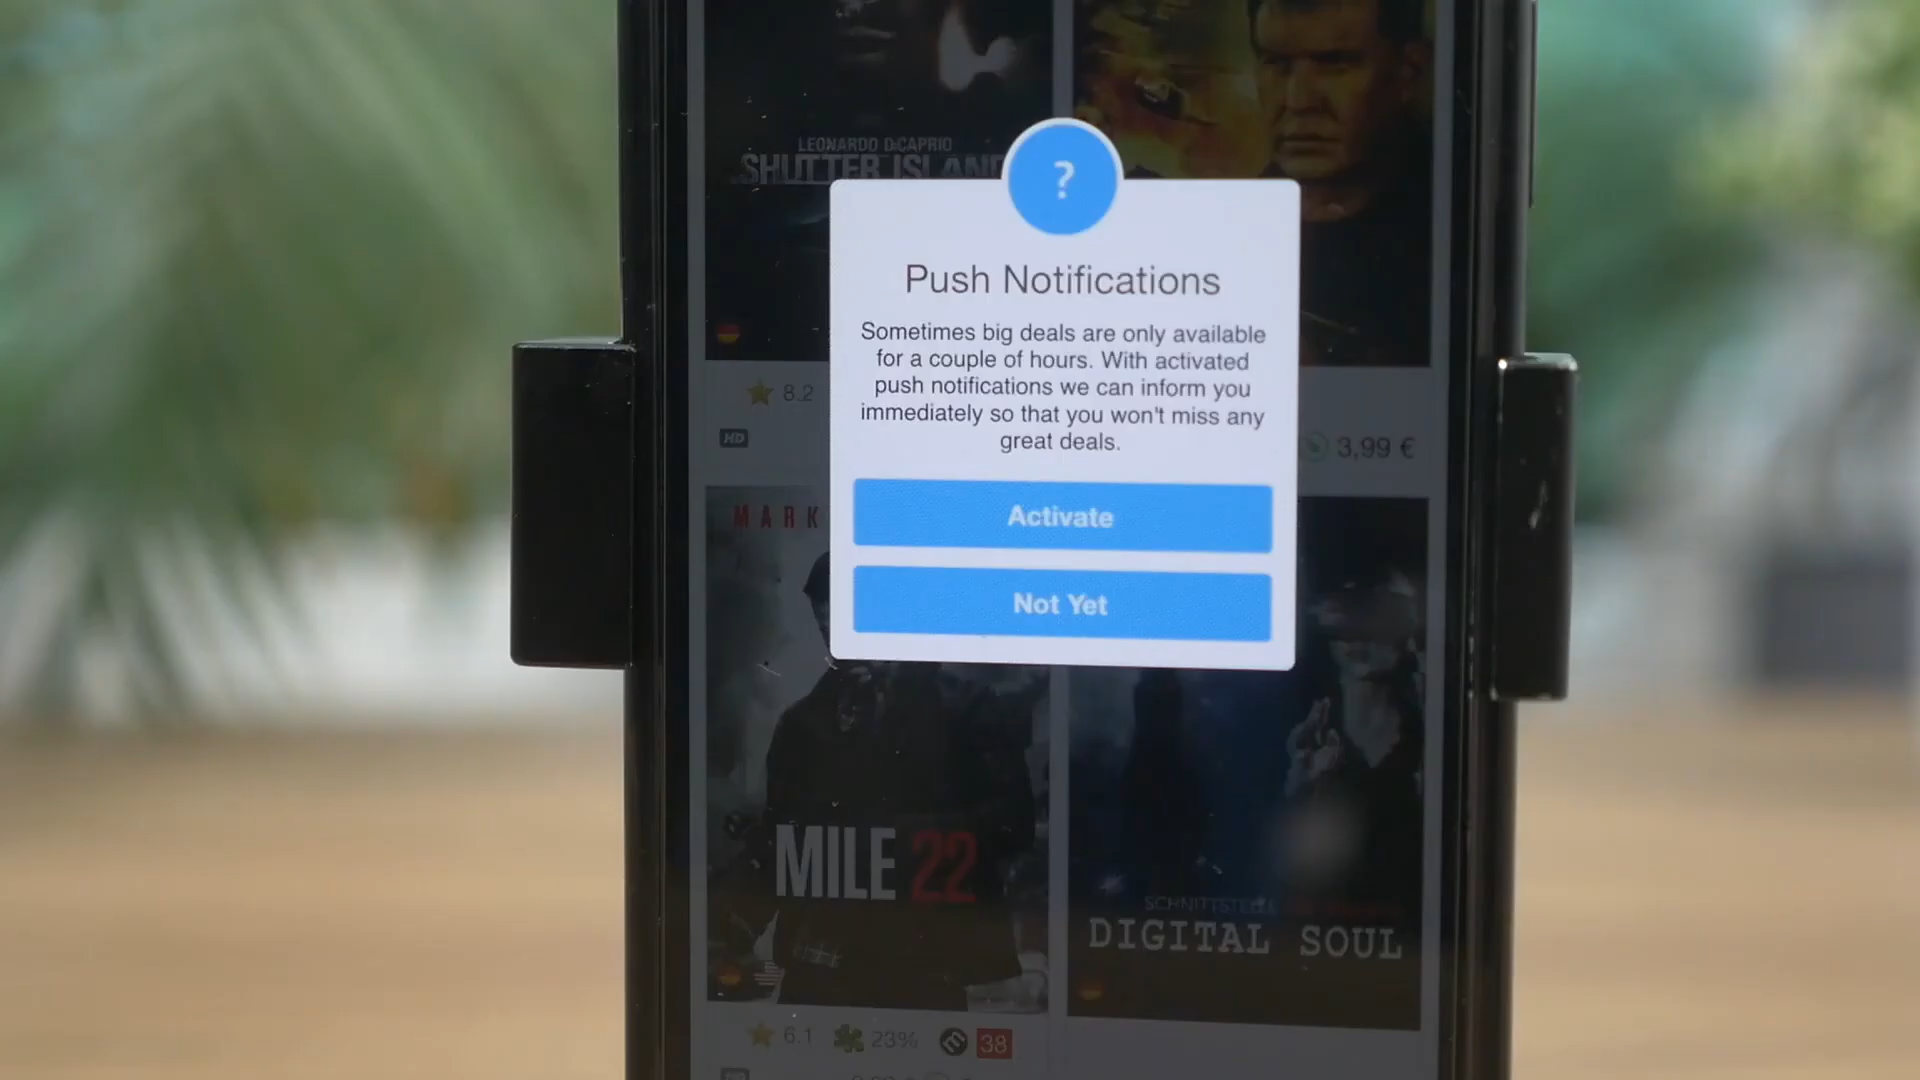 LEONARDO DiCAPRIO
SHUTTER ISLAND
?
Push Notifications
Sometimes big deals are only available
for a couple of hours. With activated
push notifications we can inform you
immediately so that you won't miss any
great deals.
8.2
HD
3,99 €
Activate
MARK
Not Yet
MILE 22
SCHNITTSTELLE
DIGITAL SOUL
6.1
23%
38